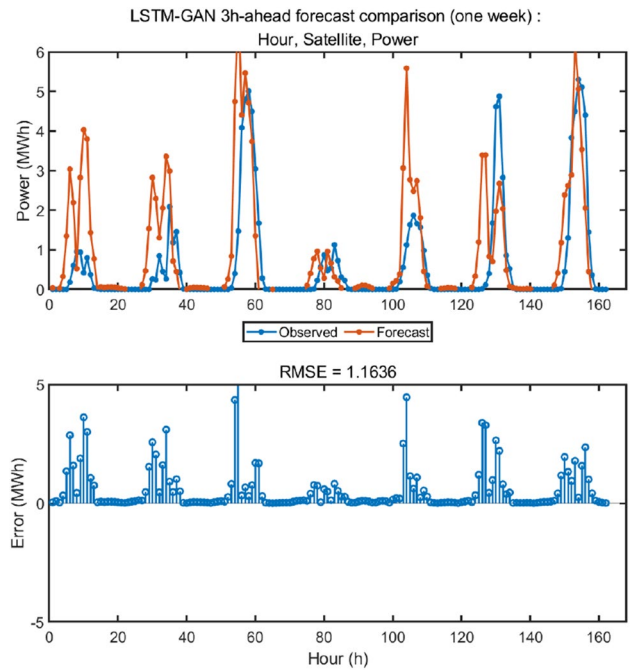 LSTM-GAN 3h-ahead forecast comparison (one week) :
Hour, Satellite, Power
6
5
4
3
2
1
0
Power (MWh)
0 20 40 60 80 100 120 140 160
Observed Forecast
RMSE = 1.1636
5
0
-5
Error (MWh)
0 20 40 60 80 100 120 140 160
Hour (h)